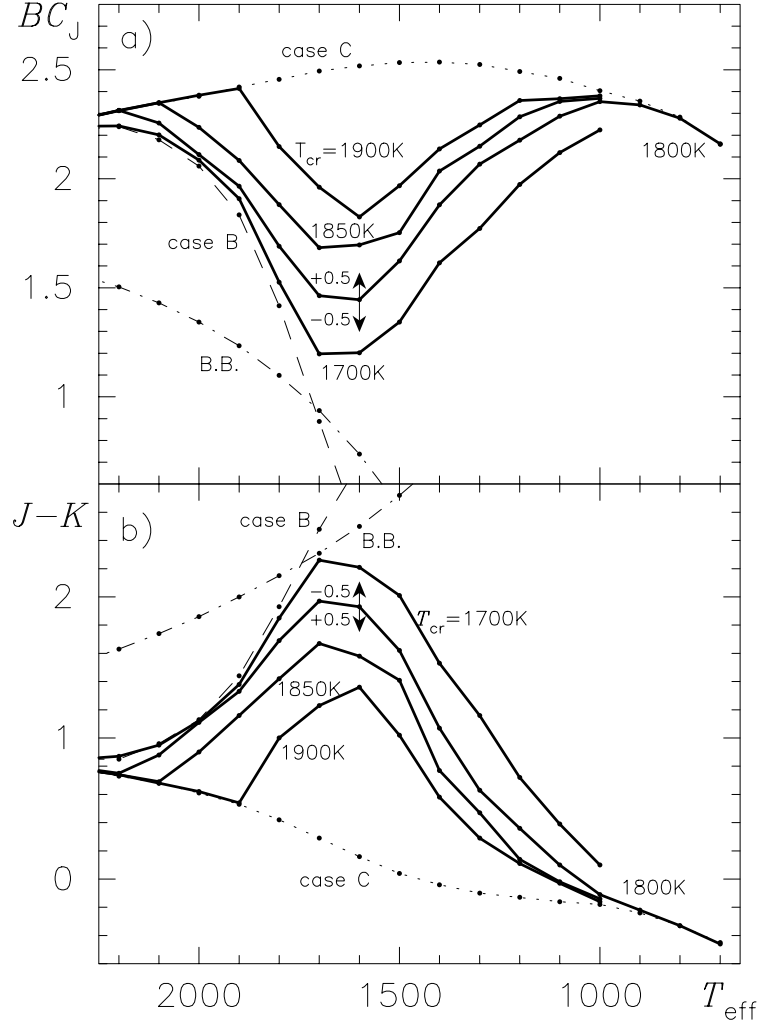 BC_J
a)
case C
2.5
T_cr=1900K
1800K
2
1850K
case B
+0.5
−0.5
1.5
B.B.
1700K
1
J−K
b)
case B
B.B.
2
−0.5
+0.5
T_cr=1700K
1850K
1
1900K
case C
0
1800K
2000
1500
1000
T_eff